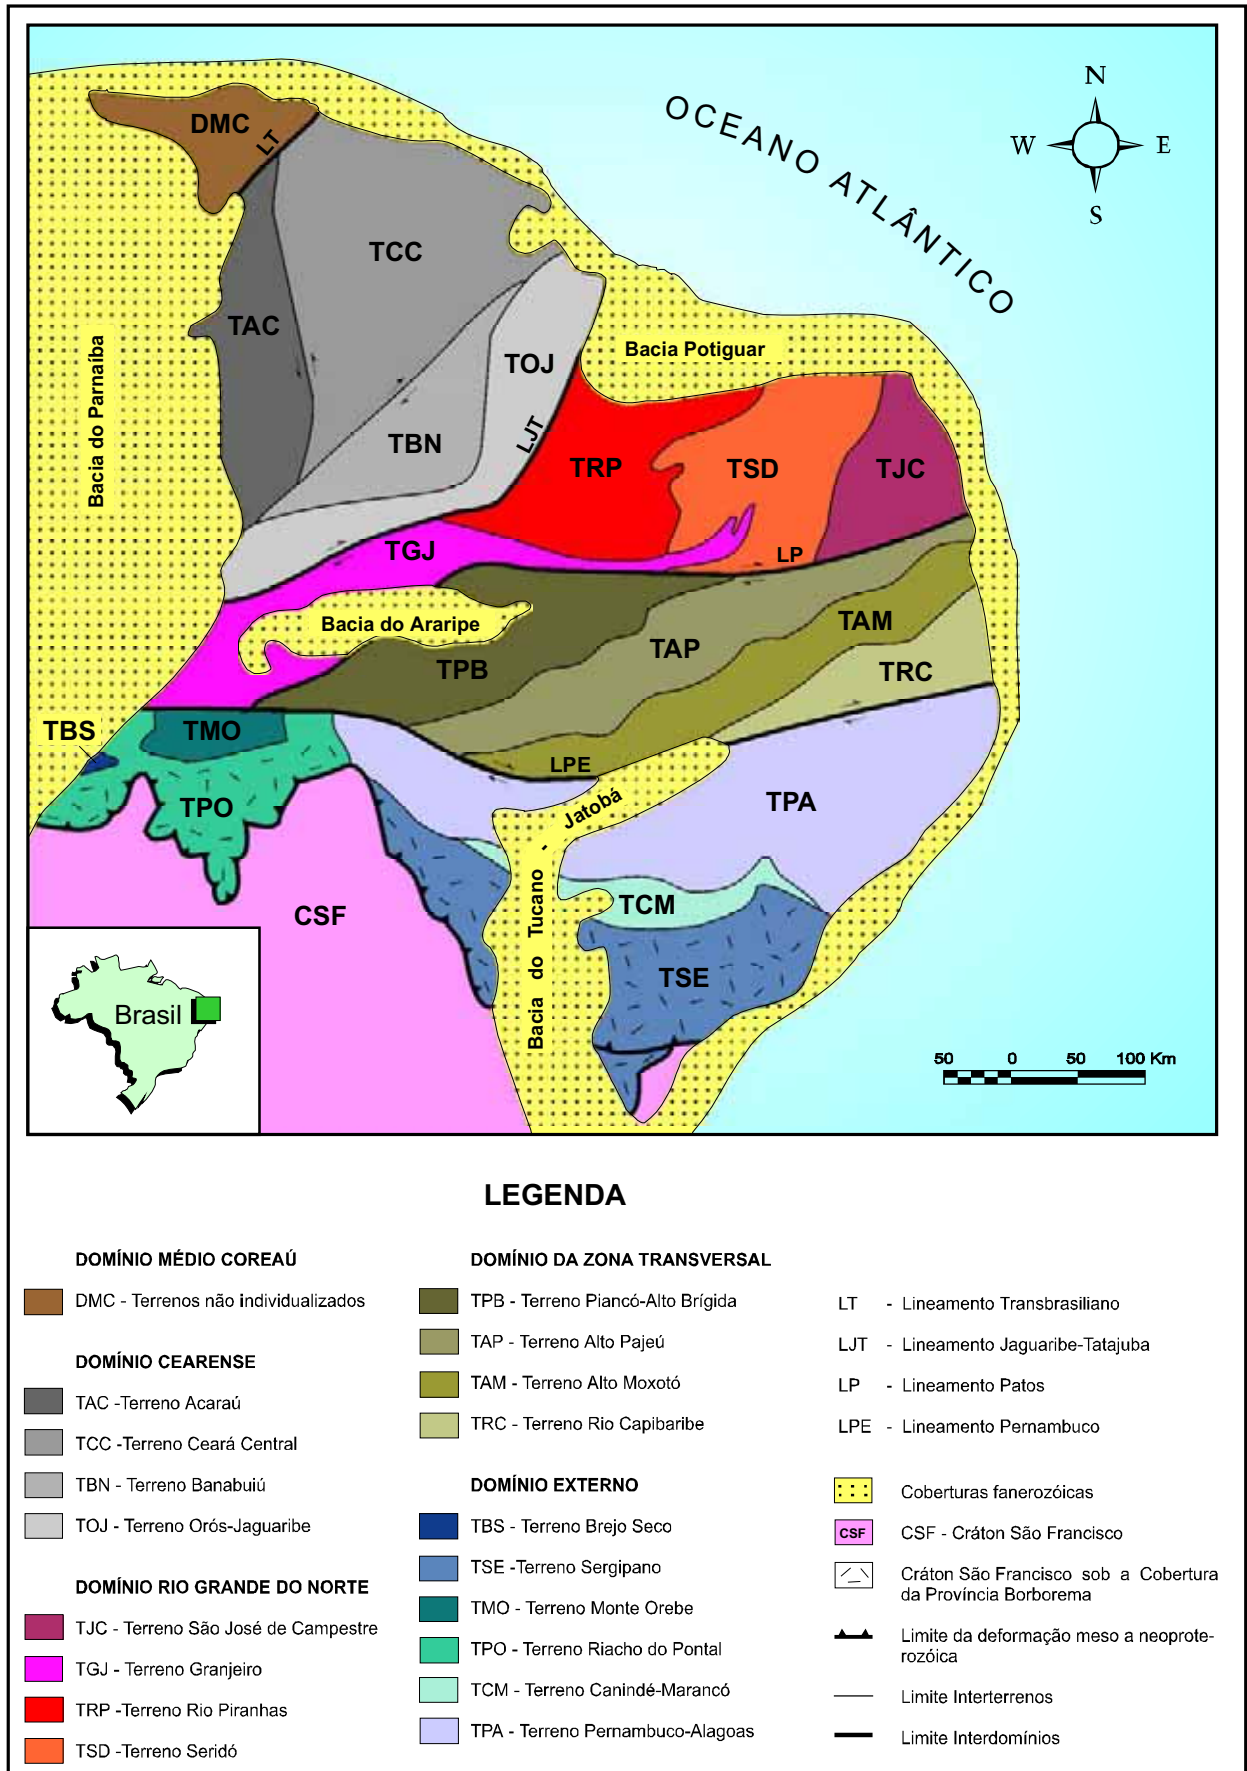 OCEANO ATLÂNTICO
N
W
E
S
DMC
LT
TCC
TAC
Bacia Potiguar
TOJ
Bacia do Parnaíba
TBN
LJT
TRP
TSD
TJC
TGJ
LP
Bacia do Araripe
TAM
TAP
TPB
TRC
TBS
TMO
LPE
TPO
Bacia do Tucano - Jatobá
TPA
CSF
TCM
TSE
Brasil
50 0 50 100 Km
LEGENDA
DOMÍNIO MÉDIO COREAÚ
DMC - Terrenos não individualizados
DOMÍNIO CEARENSE
TAC -Terreno Acaraú
TCC -Terreno Ceará Central
TBN - Terreno Banabuiú
TOJ - Terreno Orós-Jaguaribe
DOMÍNIO RIO GRANDE DO NORTE
TJC - Terreno São José de Campestre
TGJ - Terreno Granjeiro
TRP -Terreno Rio Piranhas
TSD -Terreno Seridó
DOMÍNIO DA ZONA TRANSVERSAL
TPB - Terreno Piancó-Alto Brígida
TAP - Terreno Alto Pajeú
TAM - Terreno Alto Moxotó
TRC - Terreno Rio Capibaribe
DOMÍNIO EXTERNO
TBS - Terreno Brejo Seco
TSE -Terreno Sergipano
TMO - Terreno Monte Orebe
TPO - Terreno Riacho do Pontal
TCM - Terreno Canindé-Marancó
TPA - Terreno Pernambuco-Alagoas
LT - Lineamento Transbrasiliano
LJT - Lineamento Jaguaribe-Tatajuba
LP - Lineamento Patos
LPE - Lineamento Pernambuco
Coberturas fanerozóicas
CSF
CSF - Cráton São Francisco
Cráton São Francisco sob a Cobertura
da Província Borborema
Limite da deformação meso a neoprote-
rozóica
Limite Interterrenos
Limite Interdomínios